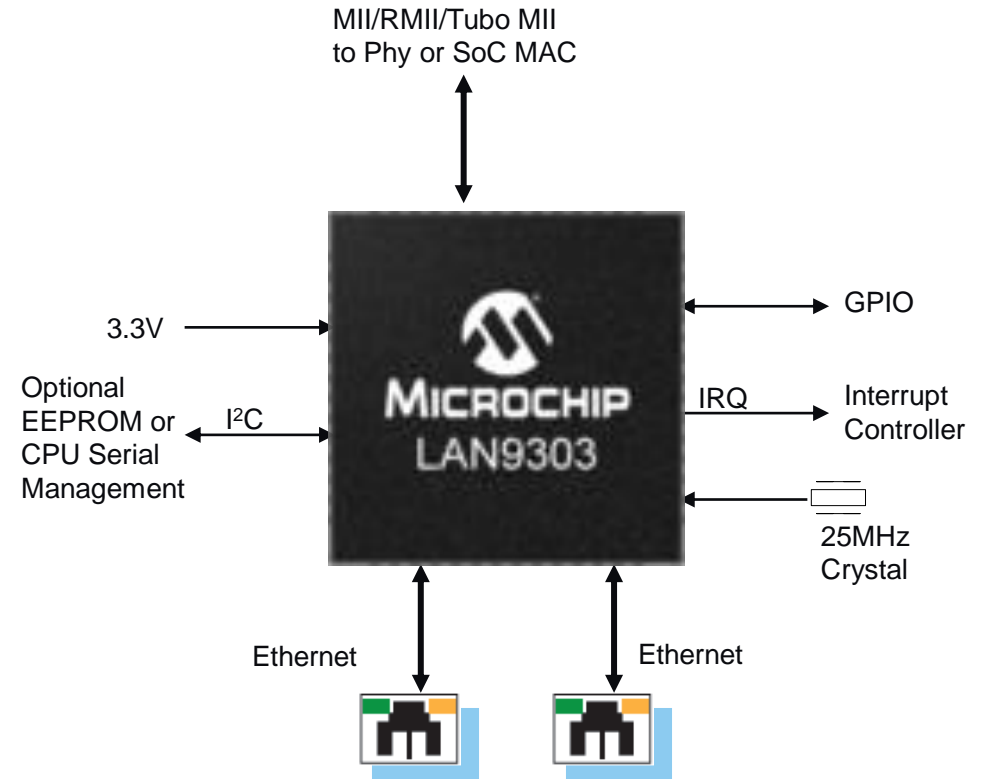 MII/RMII/Tubo MII
to Phy or SoC MAC
3.3V
GPIO
Optional
EEPROM or
CPU Serial
Management
I²C
MICROCHIP
LAN9303
IRQ
Interrupt
Controller
25MHz
Crystal
Ethernet
Ethernet